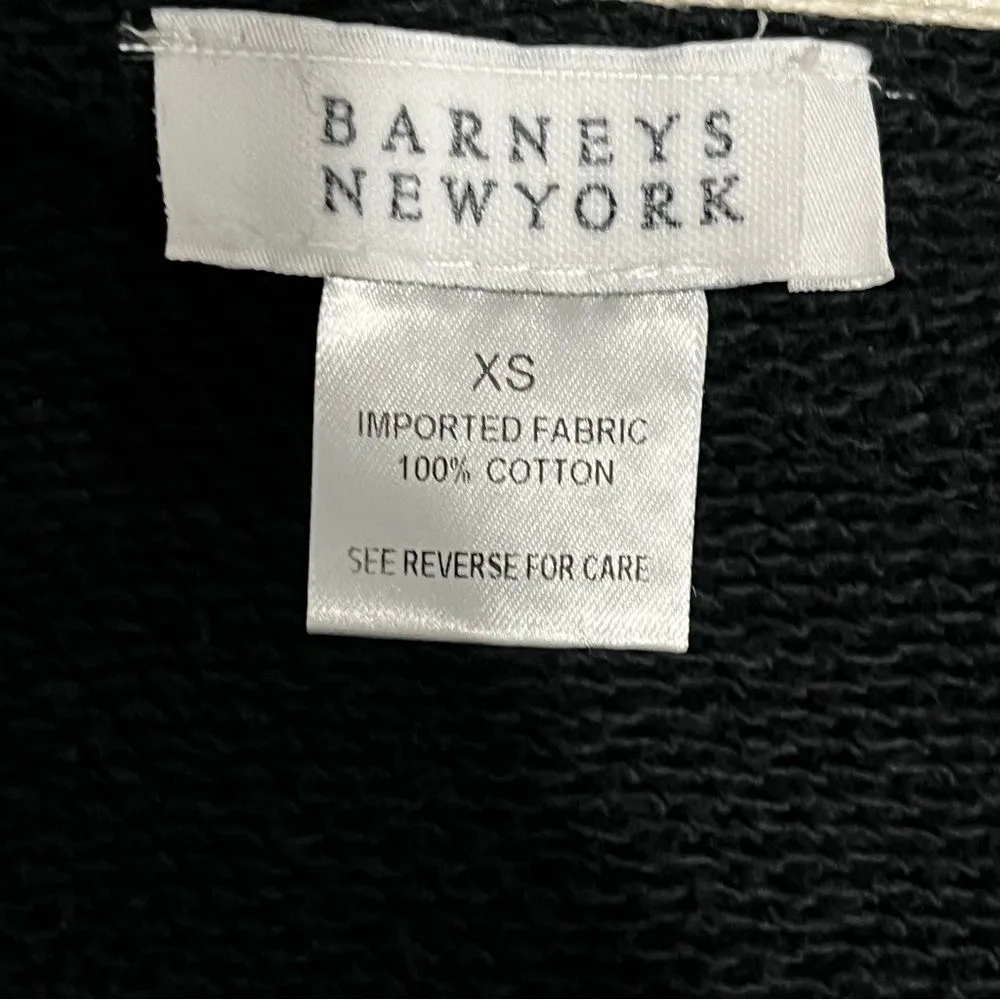 BARNEYS
NEWYORK
XS
IMPORTED FABRIC
100% COTTON
SEE REVERSE FOR CARE